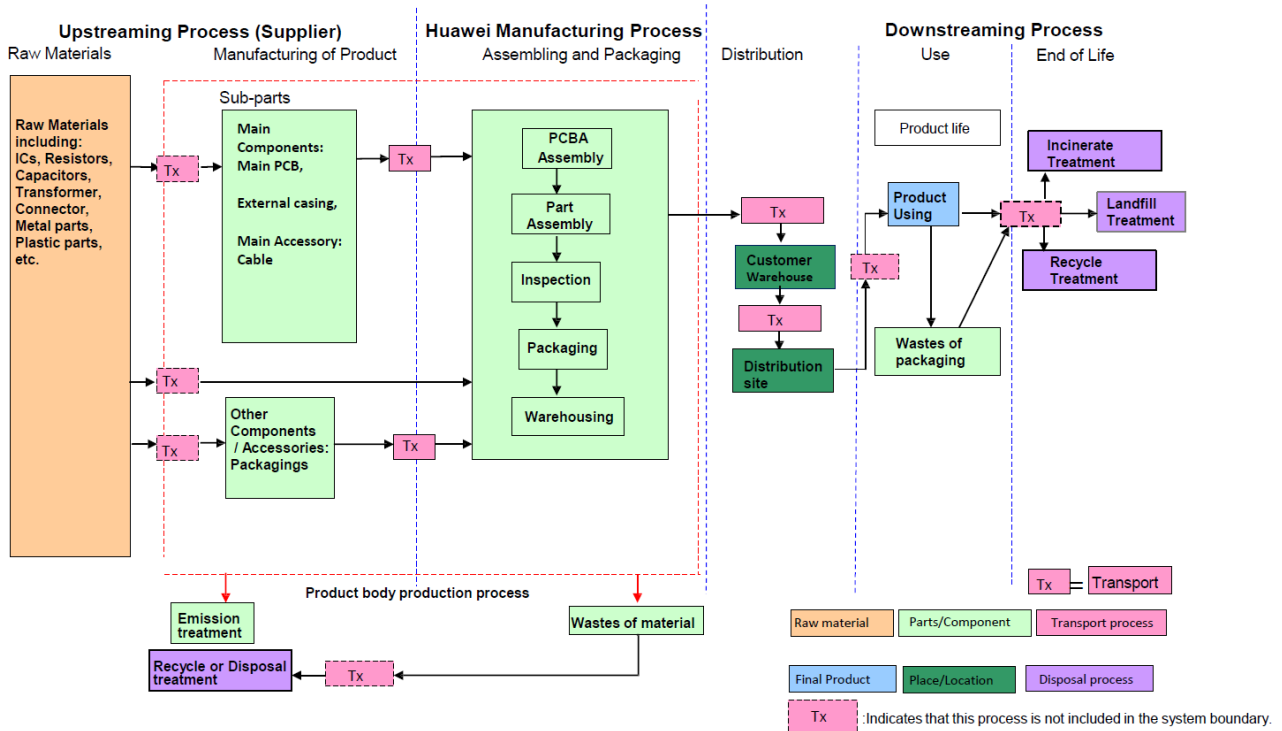 Upstreaming Process (Supplier)
Huawei Manufacturing Process
Downstreaming Process
Raw Materials
Manufacturing of Product
Assembling and Packaging
Distribution
Use
End of Life
Raw Materials
including:
ICs, Resistors,
Capacitors,
Transformer,
Connector,
Metal parts,
Plastic parts,
etc.
Tx
Tx
Tx
Sub-parts
Main
Components:
Main PCB,
External casing,
Main Accessory:
Cable
Other
Components
/ Accessories:
Packagings
Tx
Tx
PCBA
Assembly
Part
Assembly
Inspection
Packaging
Warehousing
Tx
Customer
Warehouse
Tx
Distribution
site
Tx
Product life
Product
Using
Wastes of
packaging
Tx
Incinerate
Treatment
Landfill
Treatment
Recycle
Treatment
Product body production process
Emission
treatment
Wastes of material
Recycle or Disposal
treatment
Tx
Tx = Transport
Raw material
Parts/Component
Transport process
Final Product
Place/Location
Disposal process
Tx :Indicates that this process is not included in the system boundary.